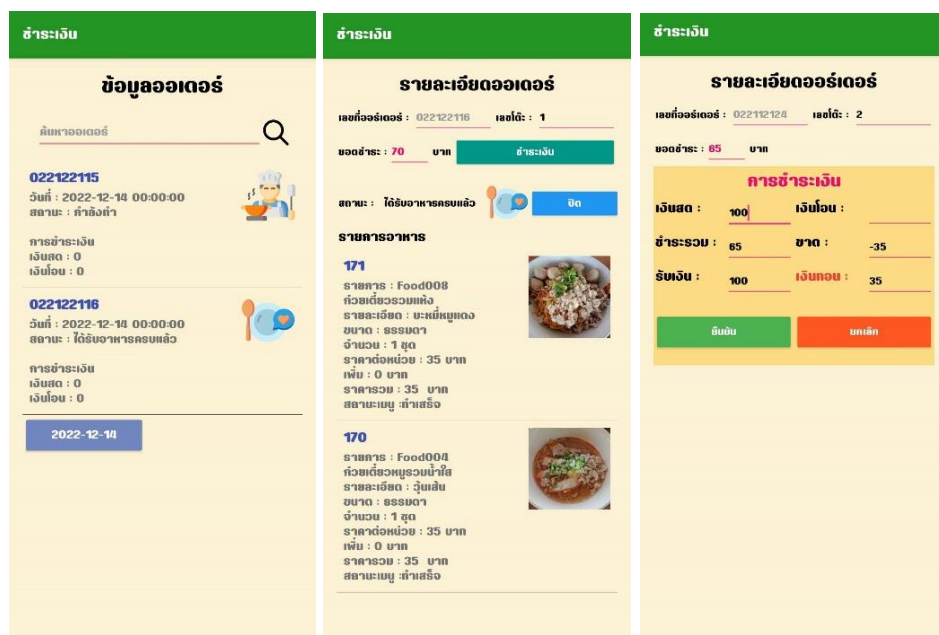 ชำระเงิน
ข้อมูลออเดอร์
ค้นหาออเดอร์
022122115
วันที่ : 2022-12-14 00:00:00
สถานะ : กำลังทำ
การชำระเงิน
เงินสด : 0
เงินโอน : 0
022122116
วันที่ : 2022-12-14 00:00:00
สถานะ : ได้รับอาหารครบแล้ว
การชำระเงิน
เงินสด : 0
เงินโอน : 0
2022-12-14
ชำระเงิน
รายละเอียดออเดอร์
เลขที่ออร์เดอร์ : 022122116 เลขโต๊ะ : 1
ยอดชำระ : 70 บาท ชำระเงิน
สถานะ : ได้รับอาหารครบแล้ว ปิด
รายการอาหาร
171
รายการ : Food008
ก๋วยเตี๋ยวรวมแห้ง
รายละเอียด : บะหมี่หมูแดง
ขนาด : ธรรมดา
จำนวน : 1 ชุด
ราคาต่อหน่วย : 35 บาท
เพิ่ม : 0 บาท
ราคารวม : 35 บาท
สถานะเมนู :ทำเสร็จ
170
รายการ : Food004
ก๋วยเตี๋ยวหมูรวมน้ำใส
รายละเอียด : วุ้นเส้น
ขนาด : ธรรมดา
จำนวน : 1 ชุด
ราคาต่อหน่วย : 35 บาท
เพิ่ม : 0 บาท
ราคารวม : 35 บาท
สถานะเมนู :ทำเสร็จ
ชำระเงิน
รายละเอียดออร์เดอร์
เลขที่ออร์เดอร์ : 022112124 เลขโต๊ะ : 2
ยอดชำระ : 65 บาท
การชำระเงิน
เงินสด : 100 เงินโอน :
ชำระรวม : 65 ขาด : -35
รับเงิน : 100 เงินทอน : 35
ยืนยัน ยกเลิก